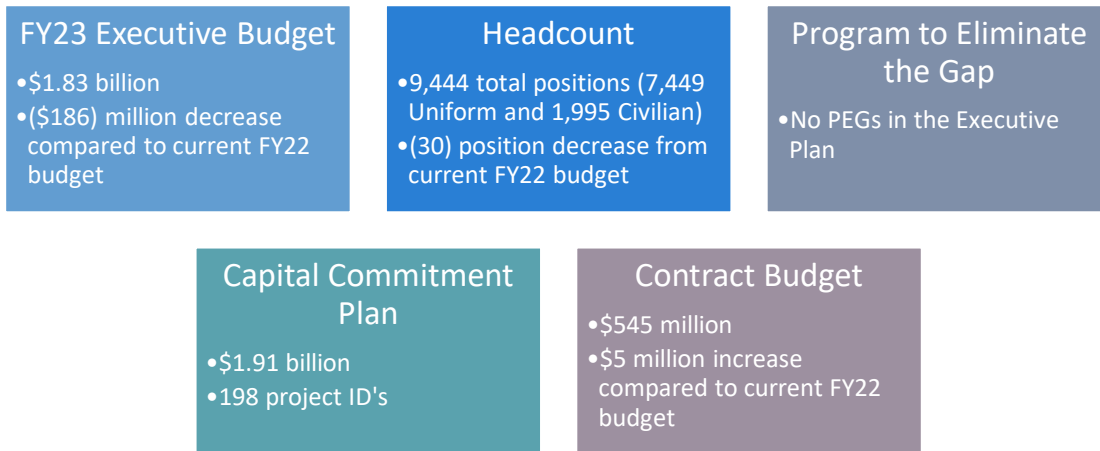 FY23 Executive Budget
•$1.83 billion
•($186) million decrease
compared to current FY22
budget
Headcount
•9,444 total positions (7,449
Uniform and 1,995 Civilian)
•(30) position decrease from
current FY22 budget
Program to Eliminate
the Gap
•No PEGs in the Executive
Plan
Capital Commitment
Plan
•$1.91 billion
•198 project ID's
Contract Budget
•$545 million
•$5 million increase
compared to current FY22
budget